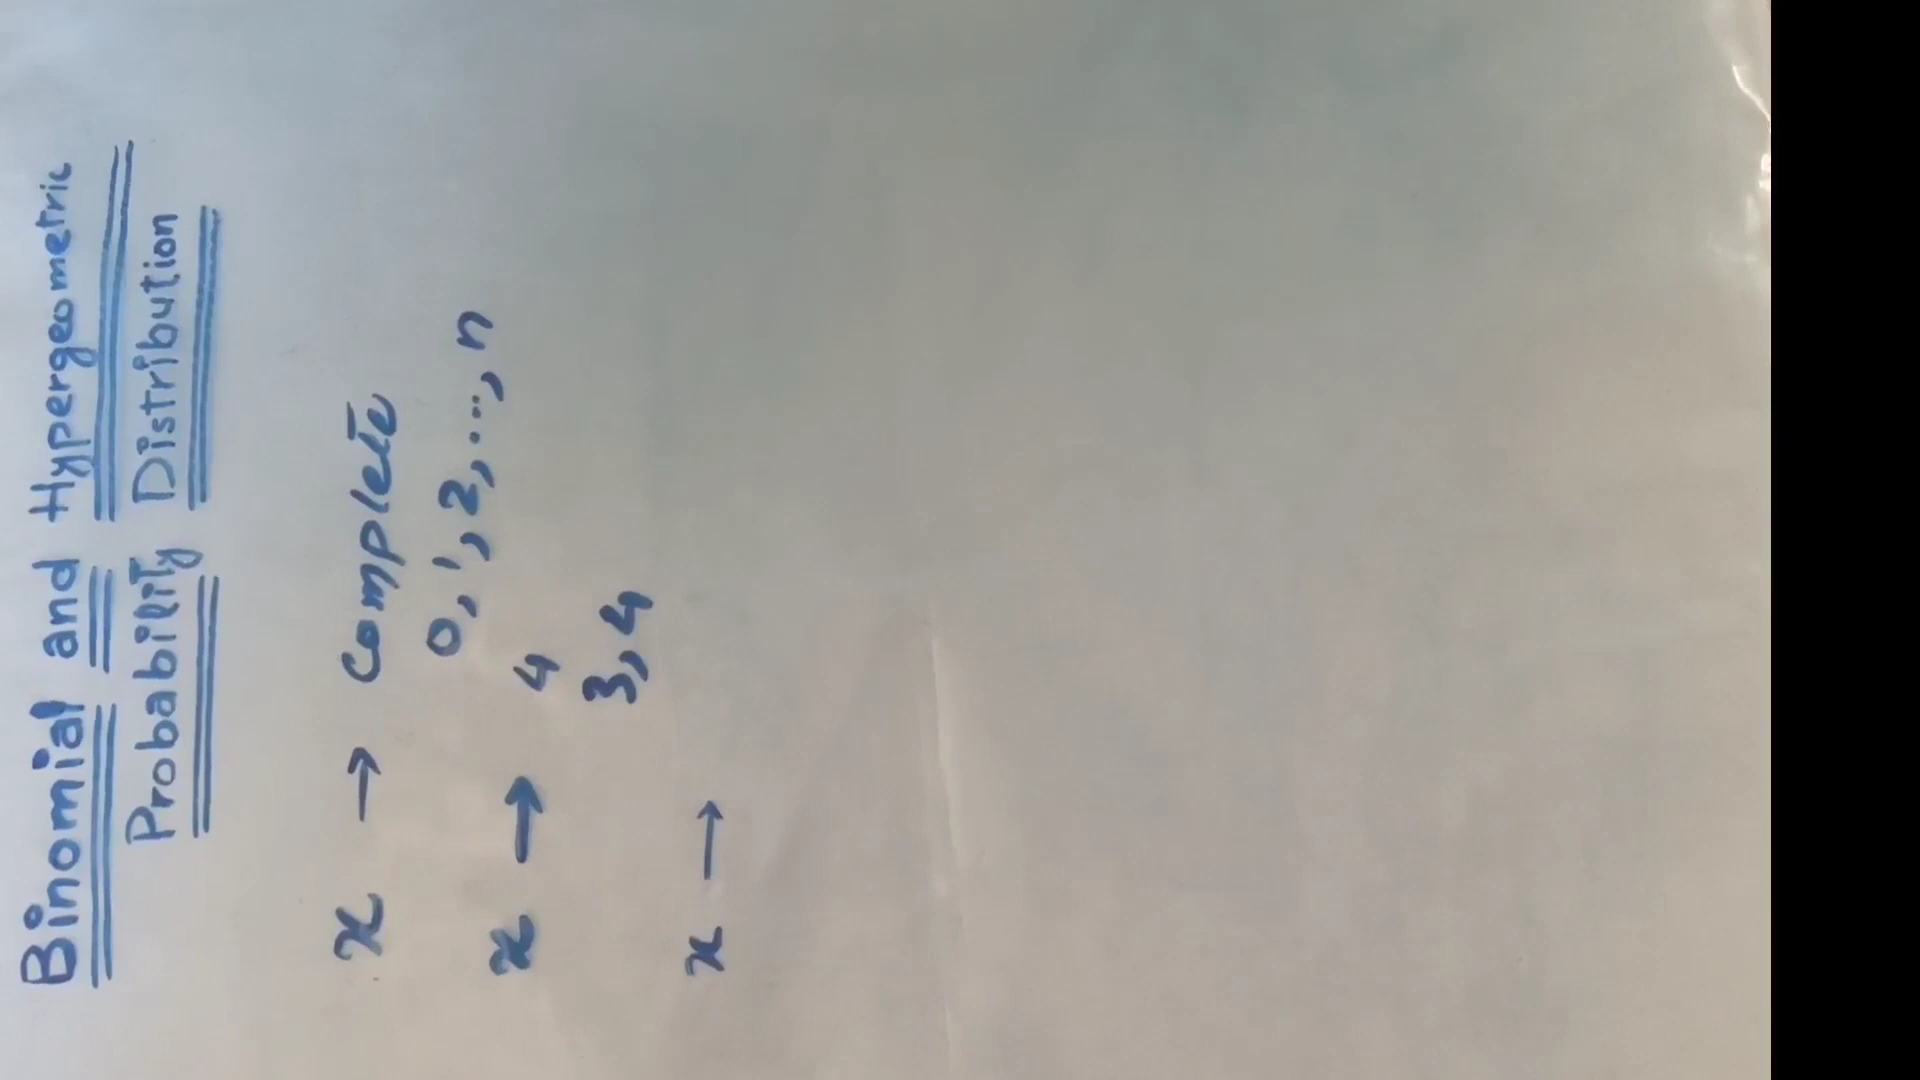 Binomial and Hypergeometric
Probability Distribution
x → Complete
0, 1, 2, ..., n
x → 4
3, 4
x →